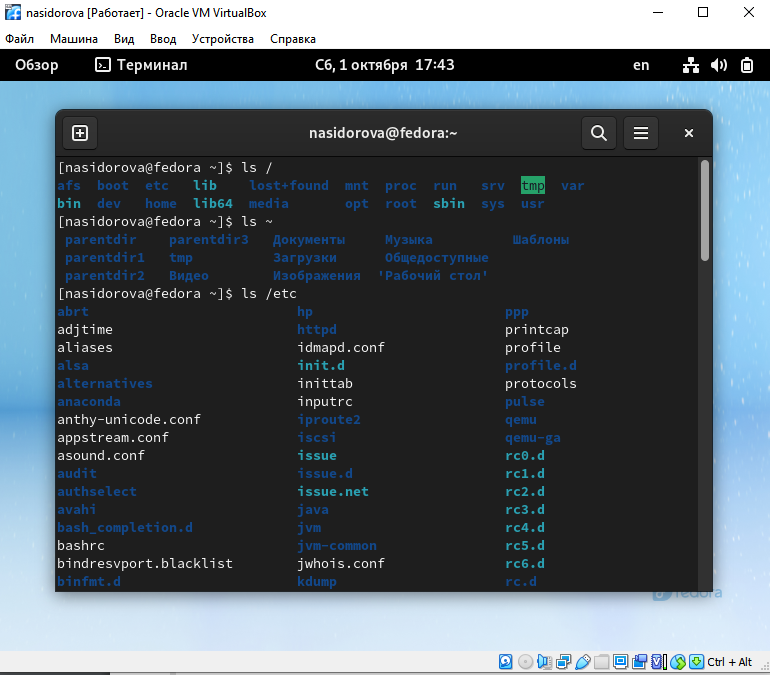 nasidorova [Работает] - Oracle VM VirtualBox
Файл Машина Вид Ввод Устройства Справка
Обзор Терминал Сб, 1 октября 17:43 en
nasidorova@fedora:~
[nasidorova@fedora ~]$ ls /
afs boot etc lib lost+found mnt proc run srv tmp var
bin dev home lib64 media opt root sbin sys usr
[nasidorova@fedora ~]$ ls ~
parentdir parentdir3 Документы Музыка Шаблоны
parentdir1 tmp Загрузки Общедоступные
parentdir2 Видео Изображения 'Рабочий стол'
[nasidorova@fedora ~]$ ls /etc
abrt hp ppp
adjtime httpd printcap
aliases idmapd.conf profile
alsa init.d profile.d
alternatives inittab protocols
anaconda inputrc pulse
anthy-unicode.conf iproute2 qemu
appstream.conf iscsi qemu-ga
asound.conf issue rc0.d
audit issue.d rc1.d
authselect issue.net rc2.d
avahi java rc3.d
bash_completion.d jvm rc4.d
bashrc jvm-common rc5.d
bindresvport.blacklist jwhois.conf rc6.d
binfmt.d kdump rc.d
fedora
Ctrl + Alt